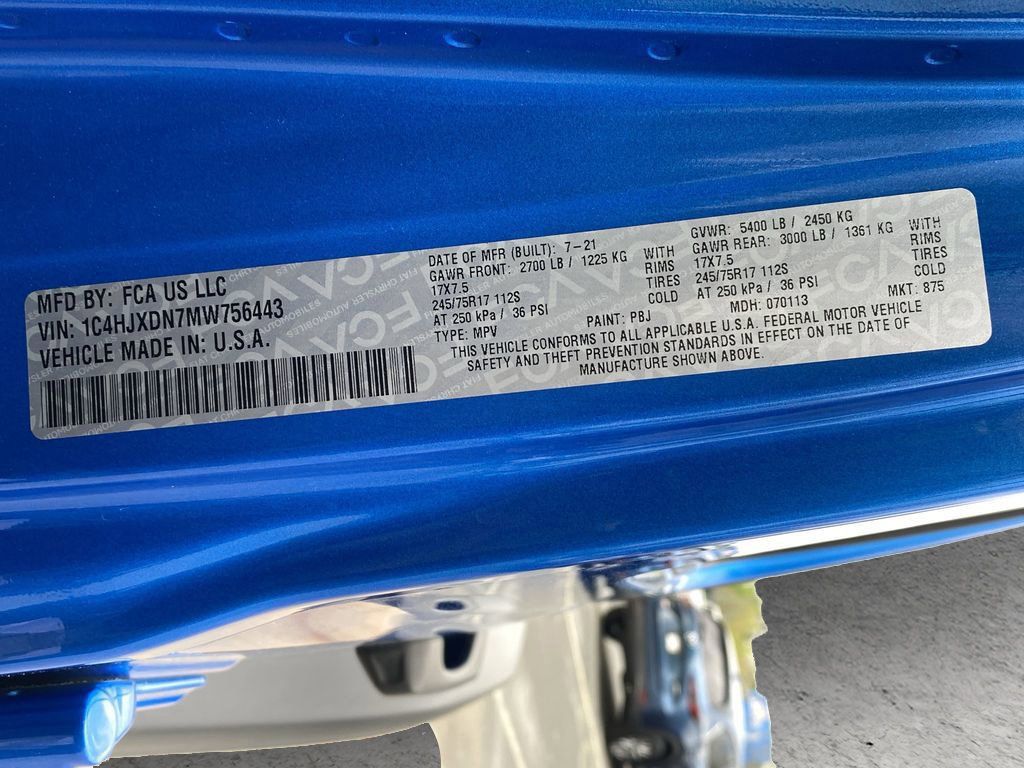 MFD BY: FCA US LLC
VIN: 1C4HJXDN7MW756443
VEHICLE MADE IN: U.S.A.
DATE OF MFR (BUILT): 7-21
GAWR FRONT: 2700 LB / 1225 KG WITH
17X7.5 RIMS
245/75R17 112S TIRES
AT 250 kPa / 36 PSI COLD
TYPE: MPV PAINT: PBJ
GVWR: 5400 LB / 2450 KG
GAWR REAR: 3000 LB / 1361 KG WITH
17X7.5 RIMS
245/75R17 112S TIRES
AT 250 kPa / 36 PSI COLD
MDH: 070113 MKT: 875
THIS VEHICLE CONFORMS TO ALL APPLICABLE U.S.A. FEDERAL MOTOR VEHICLE
SAFETY AND THEFT PREVENTION STANDARDS IN EFFECT ON THE DATE OF
MANUFACTURE SHOWN ABOVE.